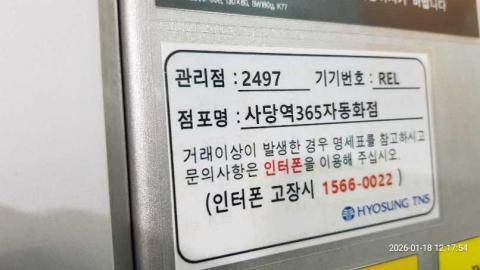 관리점 : 2497 기기번호 : REL
점포명 : 사당역365자동화점
거래이상이 발생한 경우 명세표를 참고하시고
문의사항은 인터폰을 이용해 주십시오.
(인터폰 고장시 1566-0022 )
HYOSUNG TNS
2026-01-18 12:17:54